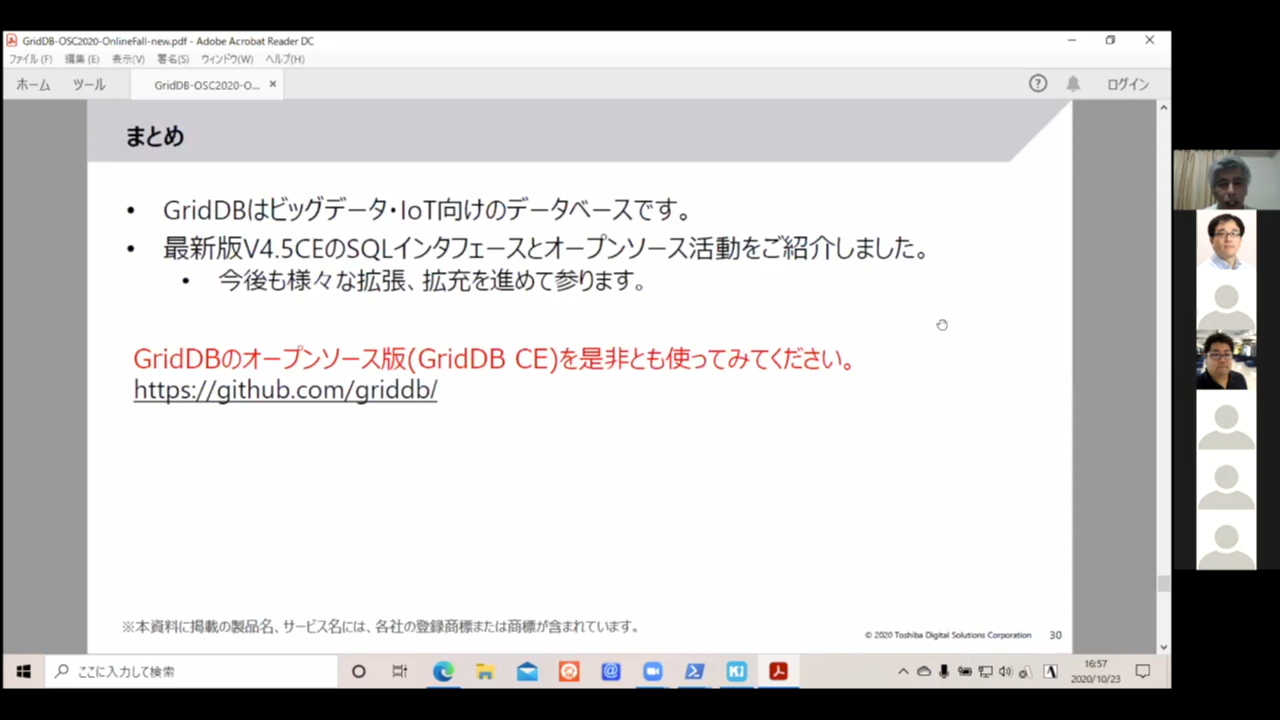 GridDB-OSC2020-OnlineFall-new.pdf - Adobe Acrobat Reader DC
ファイル(F) 編集(E) 表示(V) 署名(S) ウィンドウ(W) ヘルプ(H)
ホーム ツール GridDB-OSC2020-O... × ? ログイン
まとめ
• GridDBはビッグデータ・IoT向けのデータベースです。
• 最新版V4.5CEのSQLインタフェースとオープンソース活動をご紹介しました。
• 今後も様々な拡張、拡充を進めて参ります。
GridDBのオープンソース版(GridDB CE)を是非とも使ってみてください。
https://github.com/griddb/
※本資料に掲載の製品名、サービス名には、各社の登録商標または商標が含まれています。
© 2020 Toshiba Digital Solutions Corporation 30
ここに入力して検索
A 16:57
2020/10/23